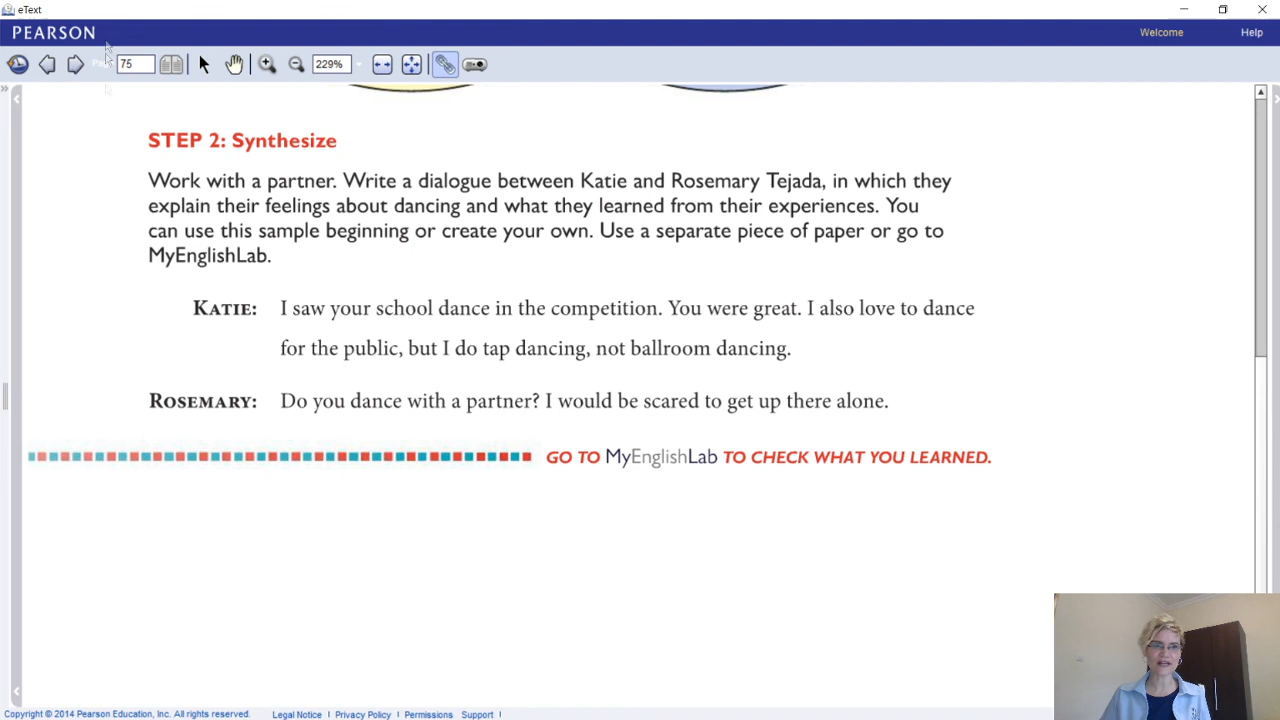 eText
PEARSON
Welcome
Help
75
229%
STEP 2: Synthesize
Work with a partner. Write a dialogue between Katie and Rosemary Tejada, in which they
explain their feelings about dancing and what they learned from their experiences. You
can use this sample beginning or create your own. Use a separate piece of paper or go to
MyEnglishLab.
KATIE: I saw your school dance in the competition. You were great. I also love to dance
for the public, but I do tap dancing, not ballroom dancing.
ROSEMARY: Do you dance with a partner? I would be scared to get up there alone.
GO TO MyEnglishLab TO CHECK WHAT YOU LEARNED.
Copyright © 2014 Pearson Education, Inc. All rights reserved. Legal Notice | Privacy Policy | Permissions Support |